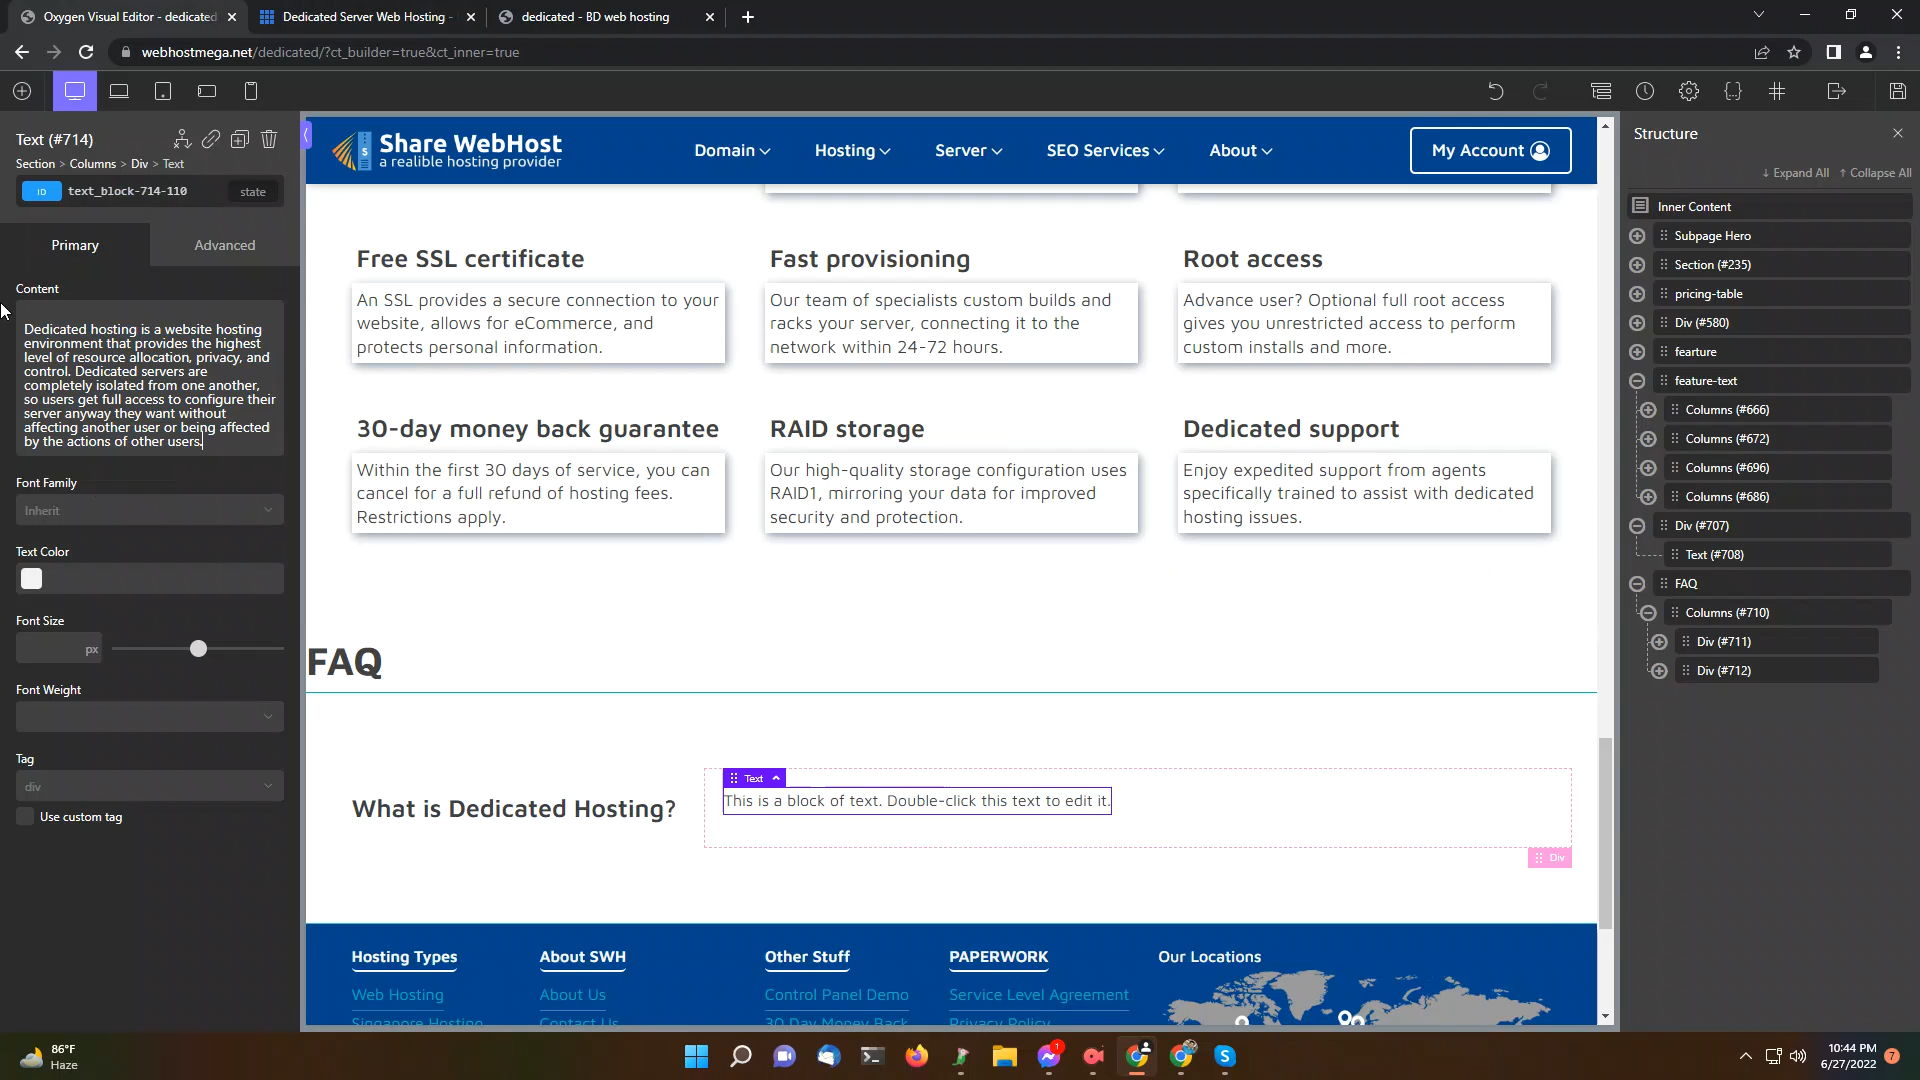 Oxygen Visual Editor - dedicated
Dedicated Server Web Hosting -
dedicated - BD web hosting
webhostmega.net/dedicated/?ct_builder=true&ct_inner=true
Text (#714)
Section > Columns > Div > Text
ID
text_block-714-110
state
Primary
Advanced
Content
Dedicated hosting is a website hosting
environment that provides the highest
level of resource allocation, privacy, and
control. Dedicated servers are
completely isolated from one another,
so users get full access to configure their
server anyway they want without
affecting another user or being affected
by the actions of other users.
Font Family
Inherit
Text Color
Font Size
px
Font Weight
Tag
div
Use custom tag
Share WebHost
a realible hosting provider
Domain
Hosting
Server
SEO Services
About
My Account
Free SSL certificate
An SSL provides a secure connection to your
website, allows for eCommerce, and
protects personal information.
Fast provisioning
Our team of specialists custom builds and
racks your server, connecting it to the
network within 24-72 hours.
Root access
Advance user? Optional full root access
gives you unrestricted access to perform
custom installs and more.
30-day money back guarantee
Within the first 30 days of service, you can
cancel for a full refund of hosting fees.
Restrictions apply.
RAID storage
Our high-quality storage configuration uses
RAID1, mirroring your data for improved
security and protection.
Dedicated support
Enjoy expedited support from agents
specifically trained to assist with dedicated
hosting issues.
FAQ
What is Dedicated Hosting?
Text
This is a block of text. Double-click this text to edit it.
Div
Hosting Types
Web Hosting
Singapore Hosting
About SWH
About Us
Contact Us
Other Stuff
Control Panel Demo
30 Day Money Back
PAPERWORK
Service Level Agreement
Privacy Policy
Our Locations
Structure
Expand All
Collapse All
Inner Content
Subpage Hero
Section (#235)
pricing-table
Div (#580)
fearture
feature-text
Columns (#666)
Columns (#672)
Columns (#696)
Columns (#686)
Div (#707)
Text (#708)
FAQ
Columns (#710)
Div (#711)
Div (#712)
86°F
Haze
1
S
10:44 PM
6/27/2022
7